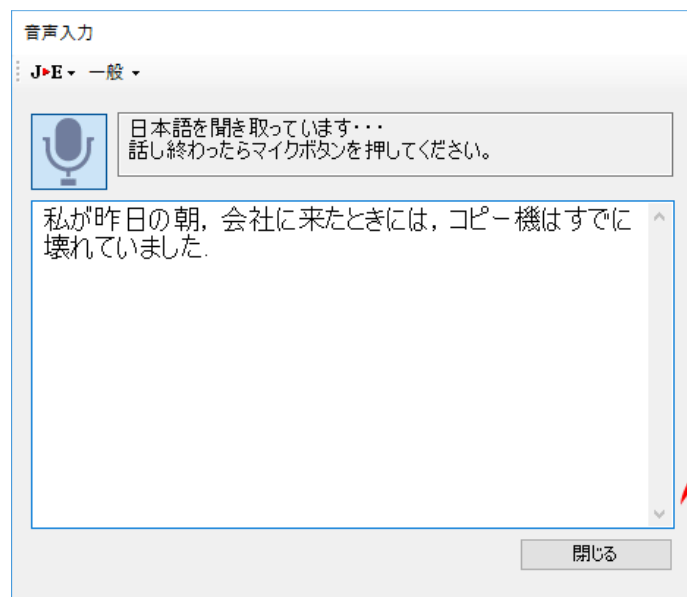 音声入力
J▸E 一般
日本語を聞き取っています・・・
話し終わったらマイクボタンを押してください。
私が昨日の朝, 会社に来たときには, コピー機はすでに
壊れていました.
閉じる